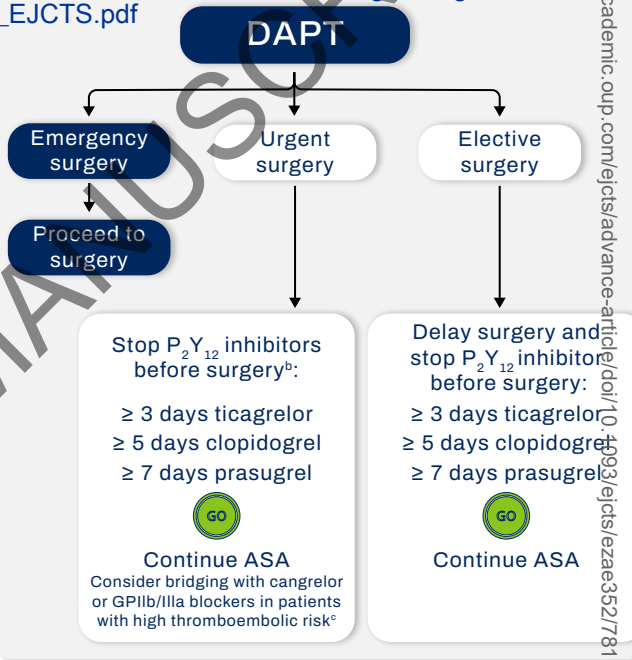 _EJCTS.pdf
DAPT
Emergency
surgery
Urgent
surgery
Elective
surgery
Proceed to
surgery
Stop P₂Y₁₂ inhibitors
before surgeryᵇ:
≥ 3 days ticagrelor
≥ 5 days clopidogrel
≥ 7 days prasugrel
GO
Continue ASA
Consider bridging with cangrelor
or GPIIb/IIIa blockers in patients
with high thromboembolic riskᶜ
Delay surgery and
stop P₂Y₁₂ inhibitor
before surgery:
≥ 3 days ticagrelor
≥ 5 days clopidogrel
≥ 7 days prasugrel
GO
Continue ASA
cademic.oup.com/ejcts/advance-article/doi/10.1093/ejcts/ezae352/781
MANUSCR